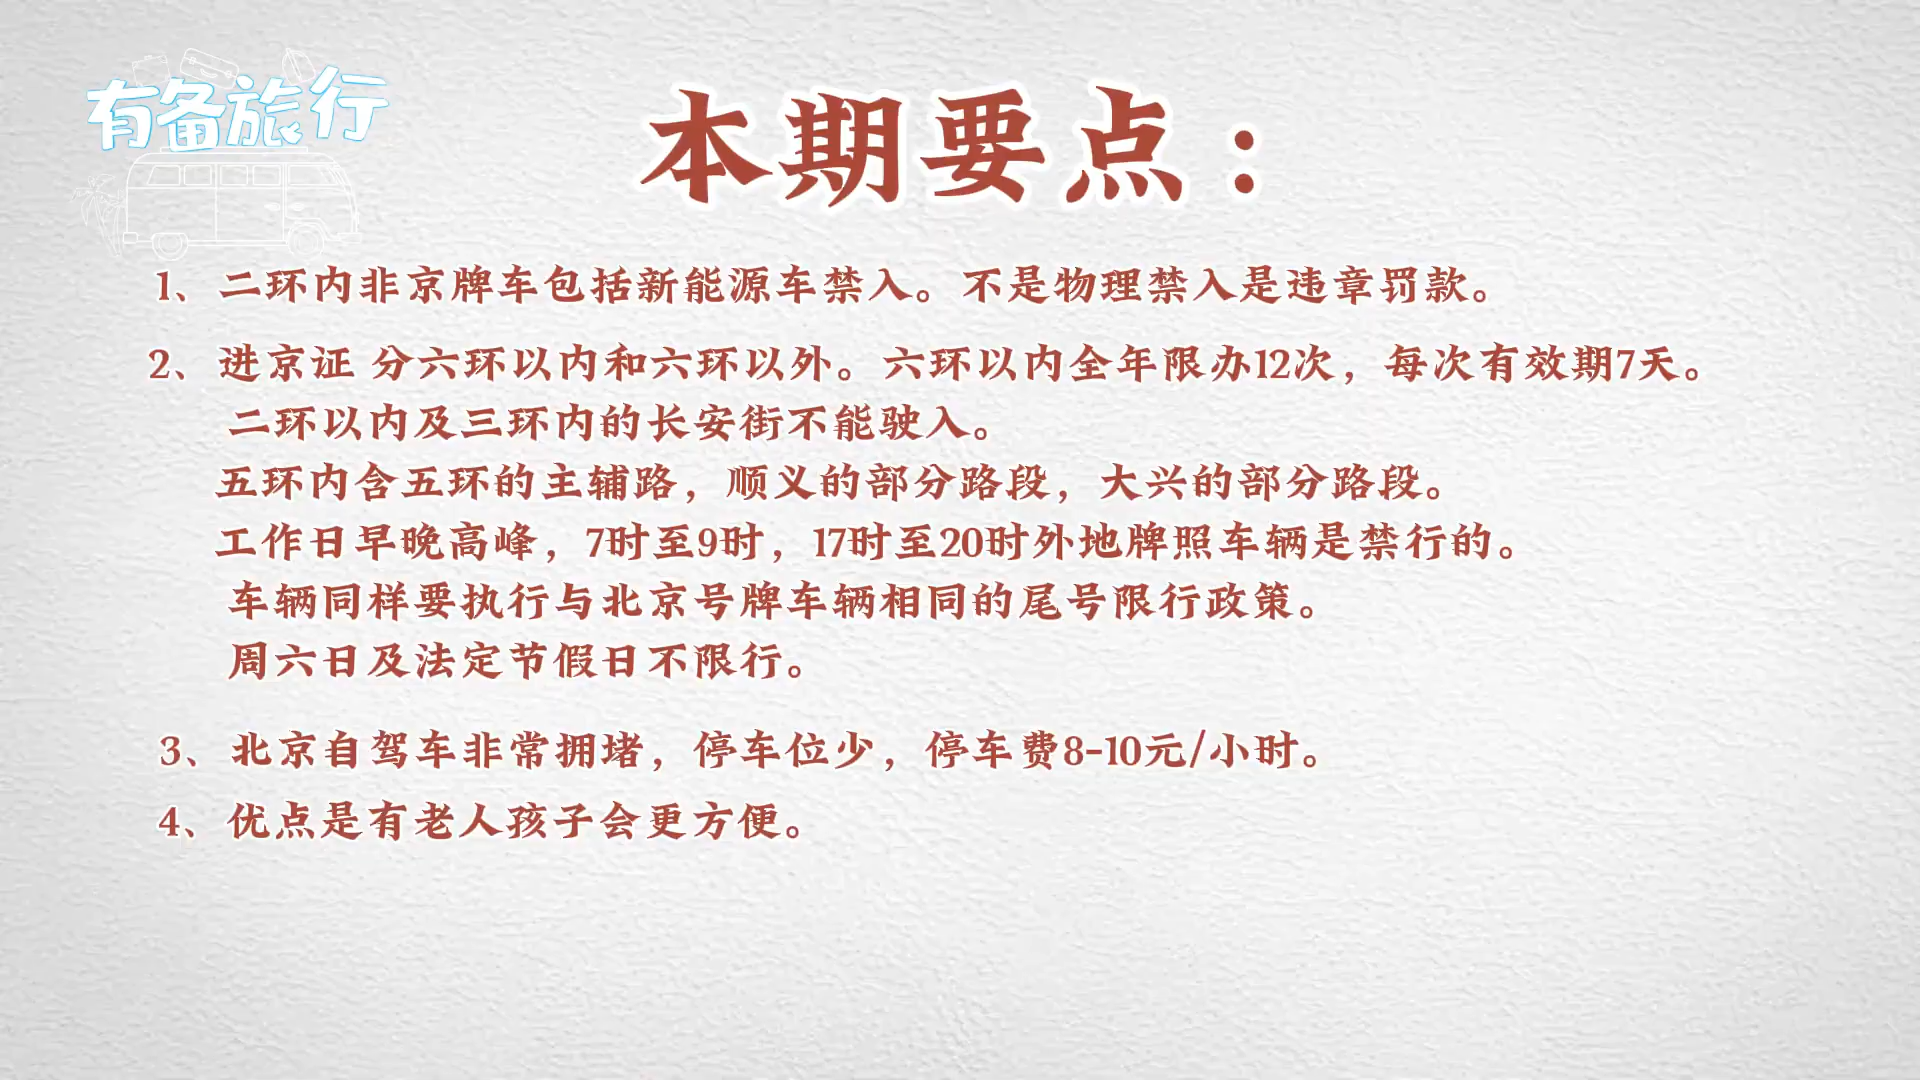 有备旅行
本期要点：
1、二环内非京牌车包括新能源车禁入。不是物理禁入是违章罚款。
2、进京证 分六环以内和六环以外。六环以内全年限办12次，每次有效期7天。
二环以内及三环内的长安街不能驶入。
五环内含五环的主辅路，顺义的部分路段，大兴的部分路段。
工作日早晚高峰，7时至9时，17时至20时外地牌照车辆是禁行的。
车辆同样要执行与北京号牌车辆相同的尾号限行政策。
周六日及法定节假日不限行。
3、北京自驾车非常拥堵，停车位少，停车费8-10元/小时。
4、优点是有老人孩子会更方便。